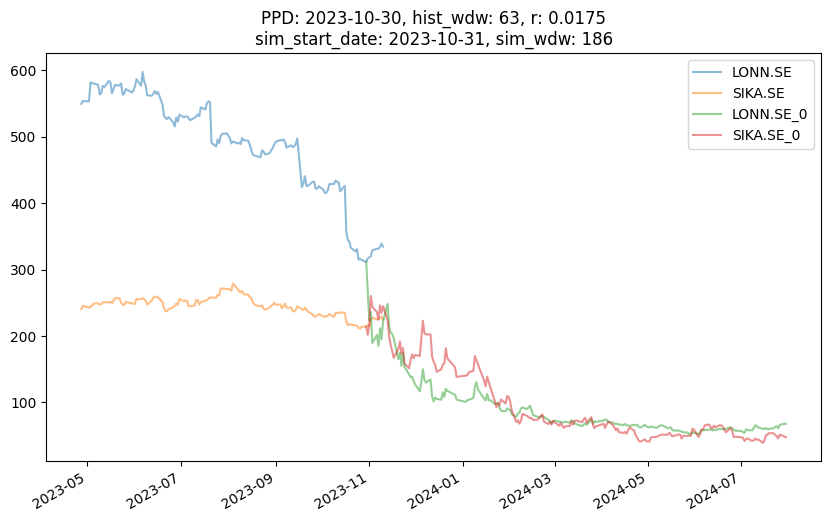 PPD: 2023-10-30, hist_wdw: 63, r: 0.0175
sim_start_date: 2023-10-31, sim_wdw: 186
LONN.SE
SIKA.SE
LONN.SE_0
SIKA.SE_0
600
500
400
300
200
100
2023-05
2023-07
2023-09
2023-11
2024-01
2024-03
2024-05
2024-07